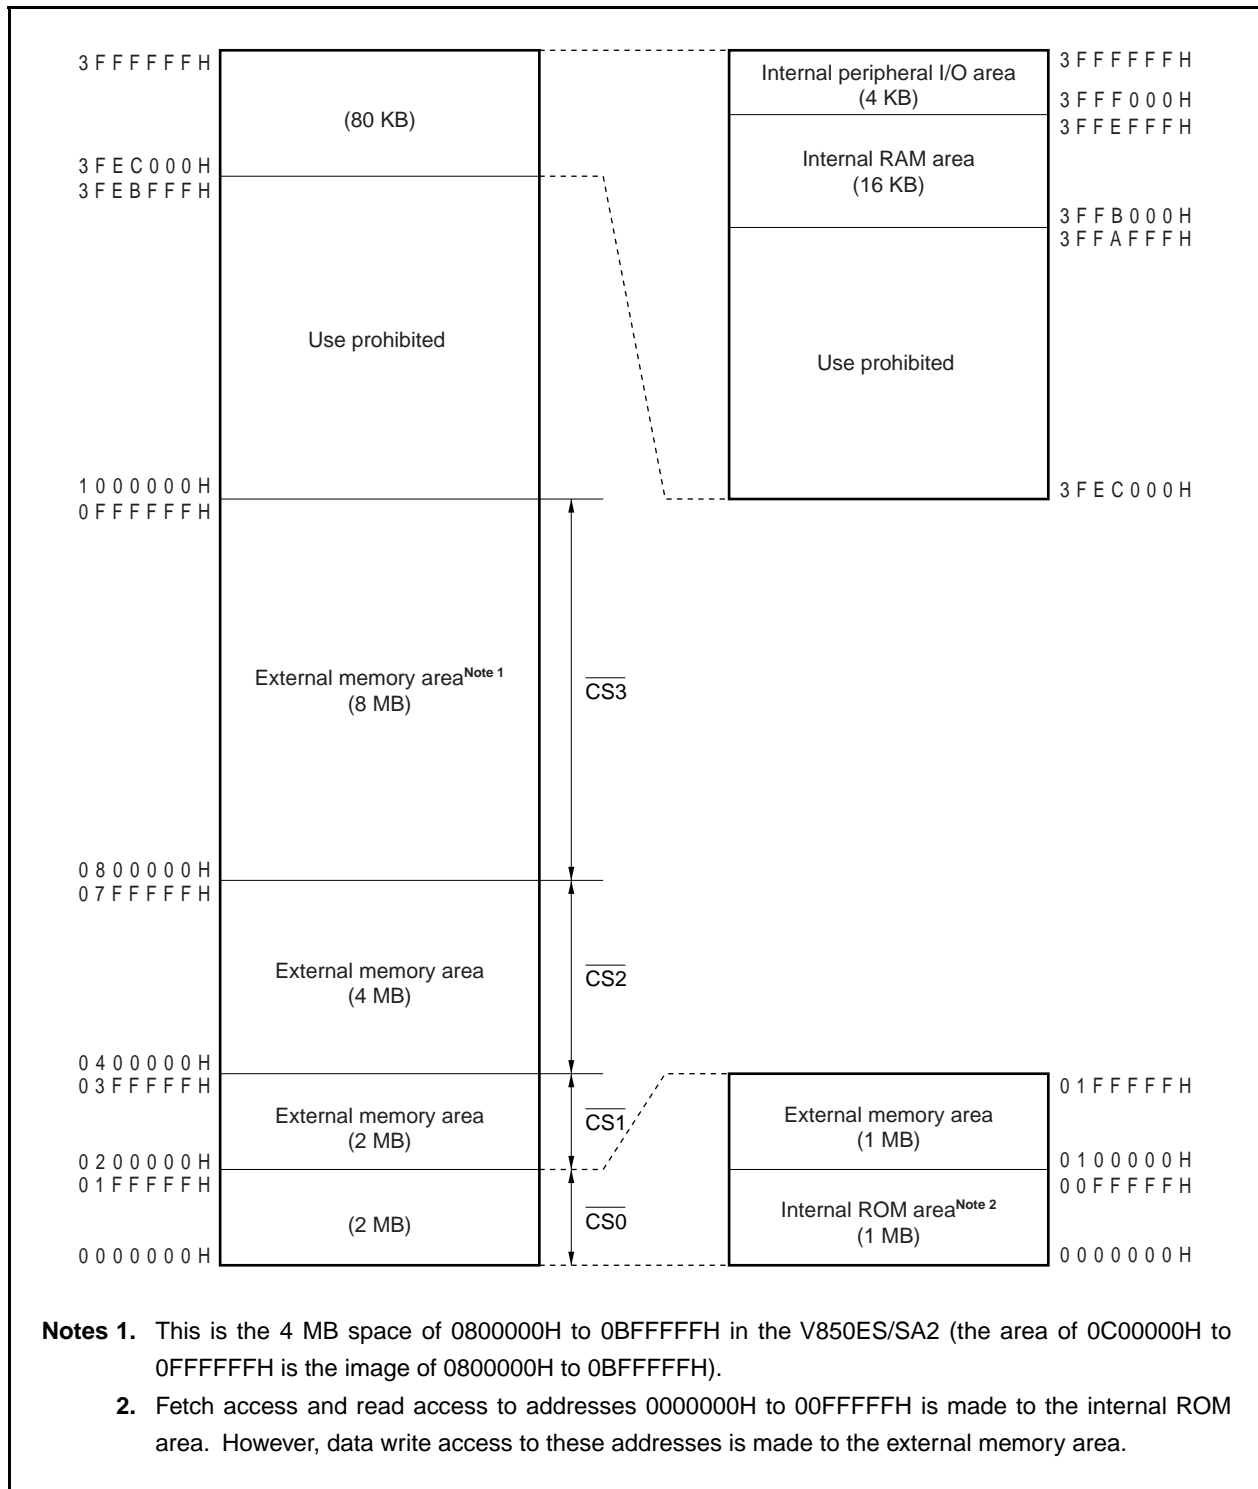 3FFFFFFH
(80 KB)
3FEC000H
3FEBFFFH
Use prohibited
1000000H
0FFFFFFH
External memory areaNote 1
(8 MB)
CS3
0800000H
07FFFFFH
External memory area
(4 MB)
CS2
0400000H
03FFFFFH
External memory area
(2 MB)
CS1
0200000H
01FFFFFH
(2 MB)
CS0
0000000H
Internal peripheral I/O area
(4 KB)
3FFFFFFH
3FFF000H
3FFEFFFH
Internal RAM area
(16 KB)
3FFB000H
3FFAFFFH
Use prohibited
3FEC000H
01FFFFFH
External memory area
(1 MB)
0100000H
00FFFFFH
Internal ROM areaNote 2
(1 MB)
0000000H
Notes 1. This is the 4 MB space of 0800000H to 0BFFFFFH in the V850ES/SA2 (the area of 0C00000H to
0FFFFFFH is the image of 0800000H to 0BFFFFFH).
2. Fetch access and read access to addresses 0000000H to 00FFFFFH is made to the internal ROM
area. However, data write access to these addresses is made to the external memory area.